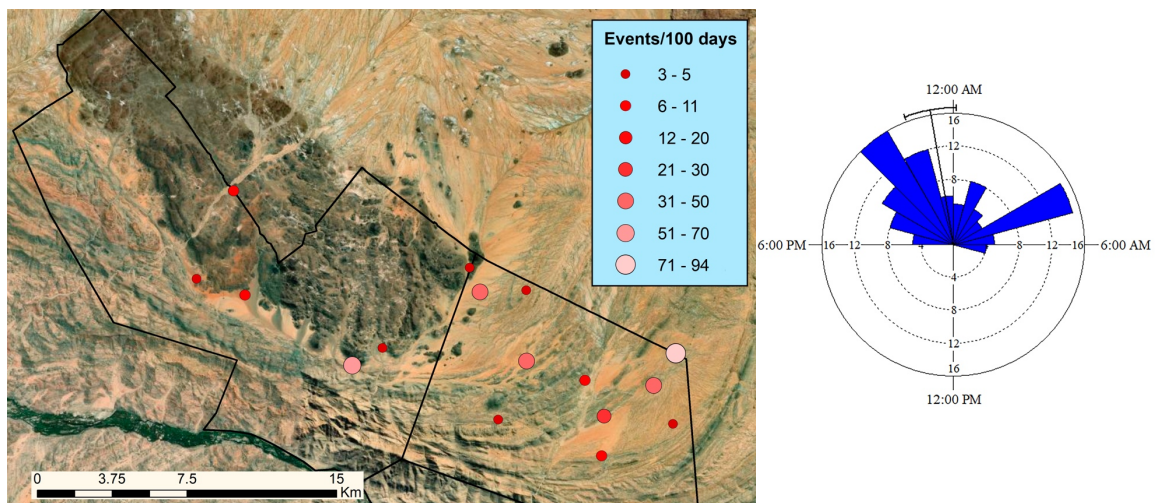 Events/100 days
3 - 5
6 - 11
12 - 20
21 - 30
31 - 50
51 - 70
71 - 94
0 3.75 7.5 15
Km
12:00 AM
16
12
8
6:00 PM 16 12 8 4 4 8 12 16 6:00 AM
4
8
12
16
12:00 PM